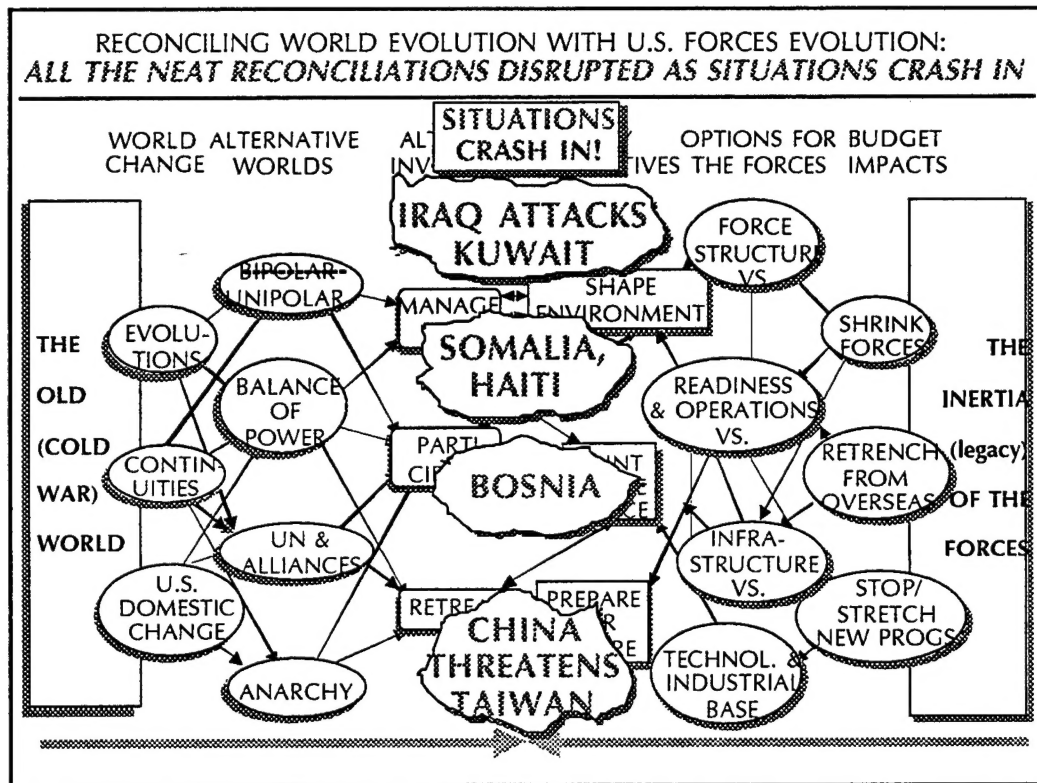 RECONCILING WORLD EVOLUTION WITH U.S. FORCES EVOLUTION:
ALL THE NEAT RECONCILIATIONS DISRUPTED AS SITUATIONS CRASH IN
SITUATIONS
CRASH IN!
WORLD
CHANGE
ALTERNATIVE
WORLDS
OPTIONS FOR
THE FORCES
BUDGET
IMPACTS
THE
OLD
(COLD
WAR)
WORLD
EVOLU-
TIONS
CONTIN-
UITIES
U.S.
DOMESTIC
CHANGE
BIPOLAR-
UNIPOLAR
BALANCE
OF
POWER
UN &
ALLIANCES
ANARCHY
IRAQ ATTACKS
KUWAIT
MANAGE
SHAPE
ENVIRONMENT
SOMALIA,
HAITI
BOSNIA
PREPARE
CHINA
THREATENS
TAIWAN
FORCE
STRUCTURE
VS.
READINESS
& OPERATIONS
VS.
INFRA-
STRUCTURE
VS.
TECHNOL. &
INDUSTRIAL
BASE
SHRINK
FORCES
RETRENCH
FROM
OVERSEAS
STOP/
STRETCH
NEW PROGS
THE
INERTIA
(legacy)
OF THE
FORCES